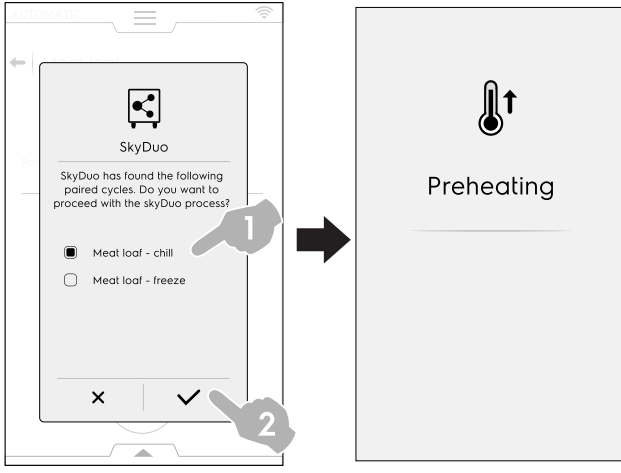 AUTOMATIC
SkyDuo
SkyDuo has found the following
paired cycles. Do you want to
proceed with the skyDuo process?
1
Meat loaf - chill
Meat loaf - freeze
2
Preheating